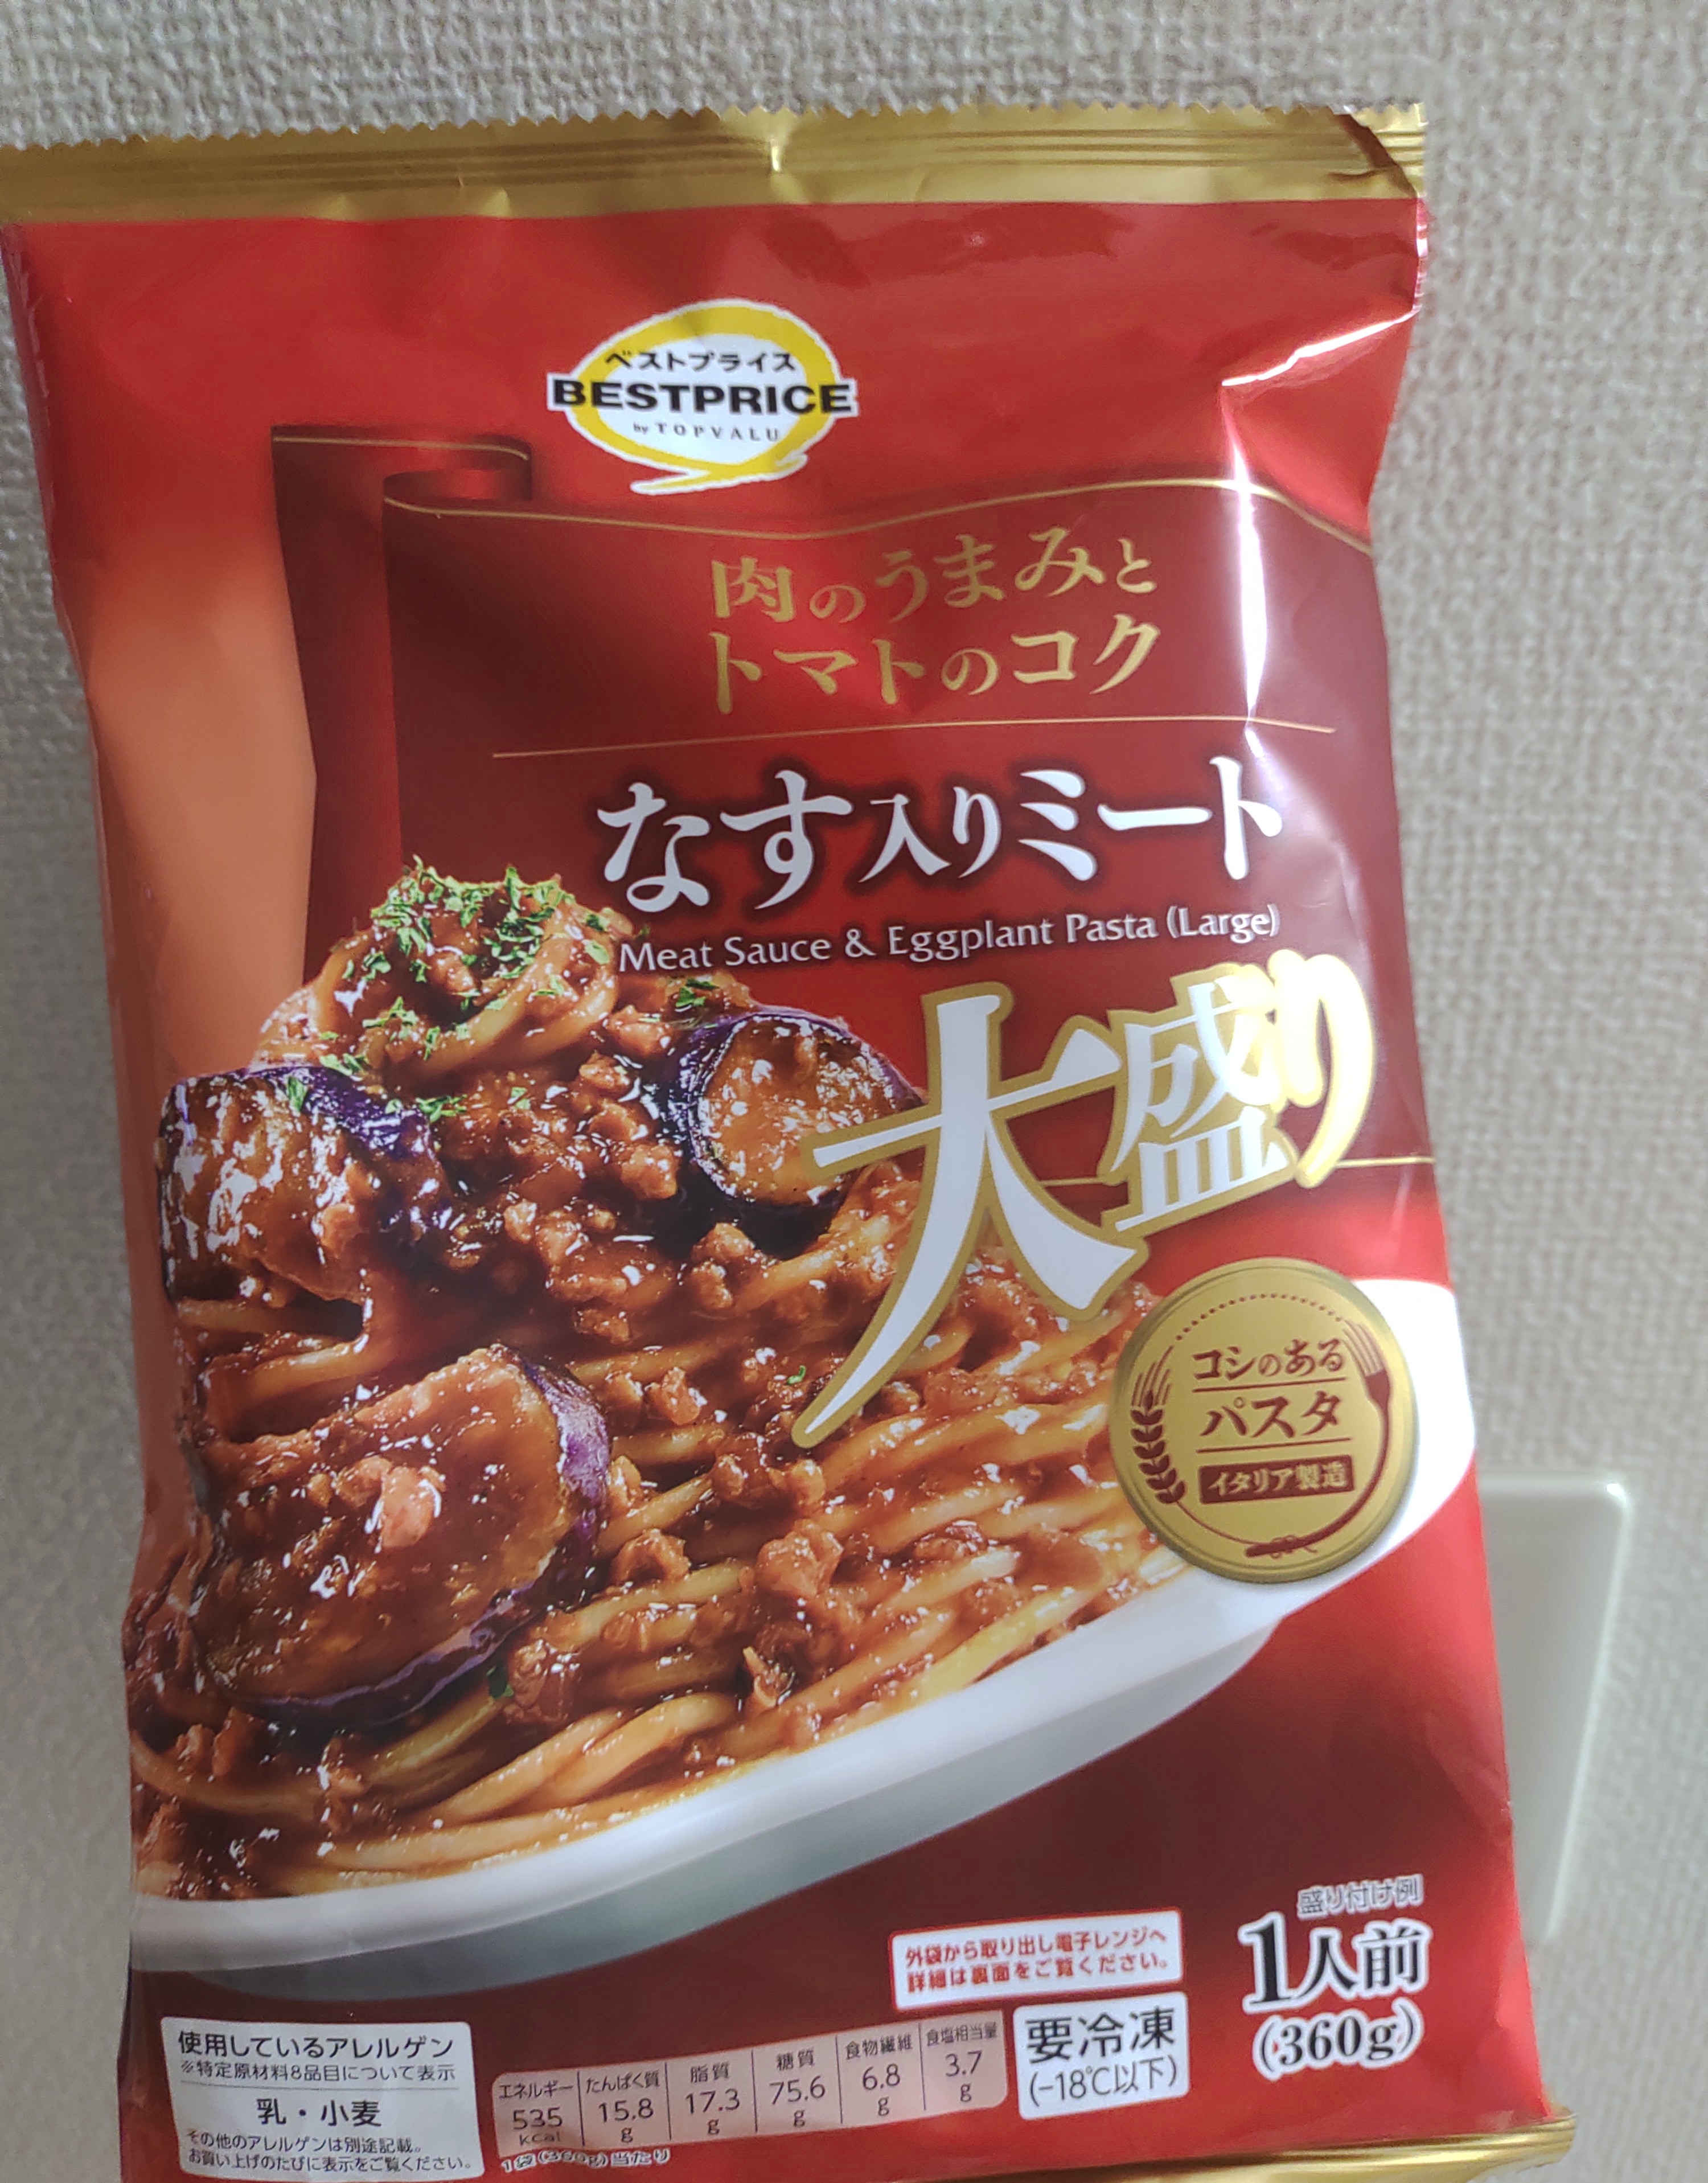 ベストプライス
BESTPRICE
by TOPVALU
肉のうまみと
トマトのコク
なす入りミート
Meat Sauce & Eggplant Pasta (Large)
大盛り
コシのある
パスタ
イタリア製造
盛り付け例
1人前
(360g)
外袋から取り出し電子レンジへ
詳細は裏面をご覧ください。
要冷凍
(-18℃以下)
使用しているアレルゲン
※特定原材料8品目について表示
乳・小麦
その他のアレルゲンは別途記載。
お買い上げのたびに表示をご覧ください。
エネルギー たんぱく質 脂質 糖質 食物繊維 食塩相当量
535 15.8 17.3 75.6 6.8 3.7
kcal g g g g g
1袋(360g)当たり